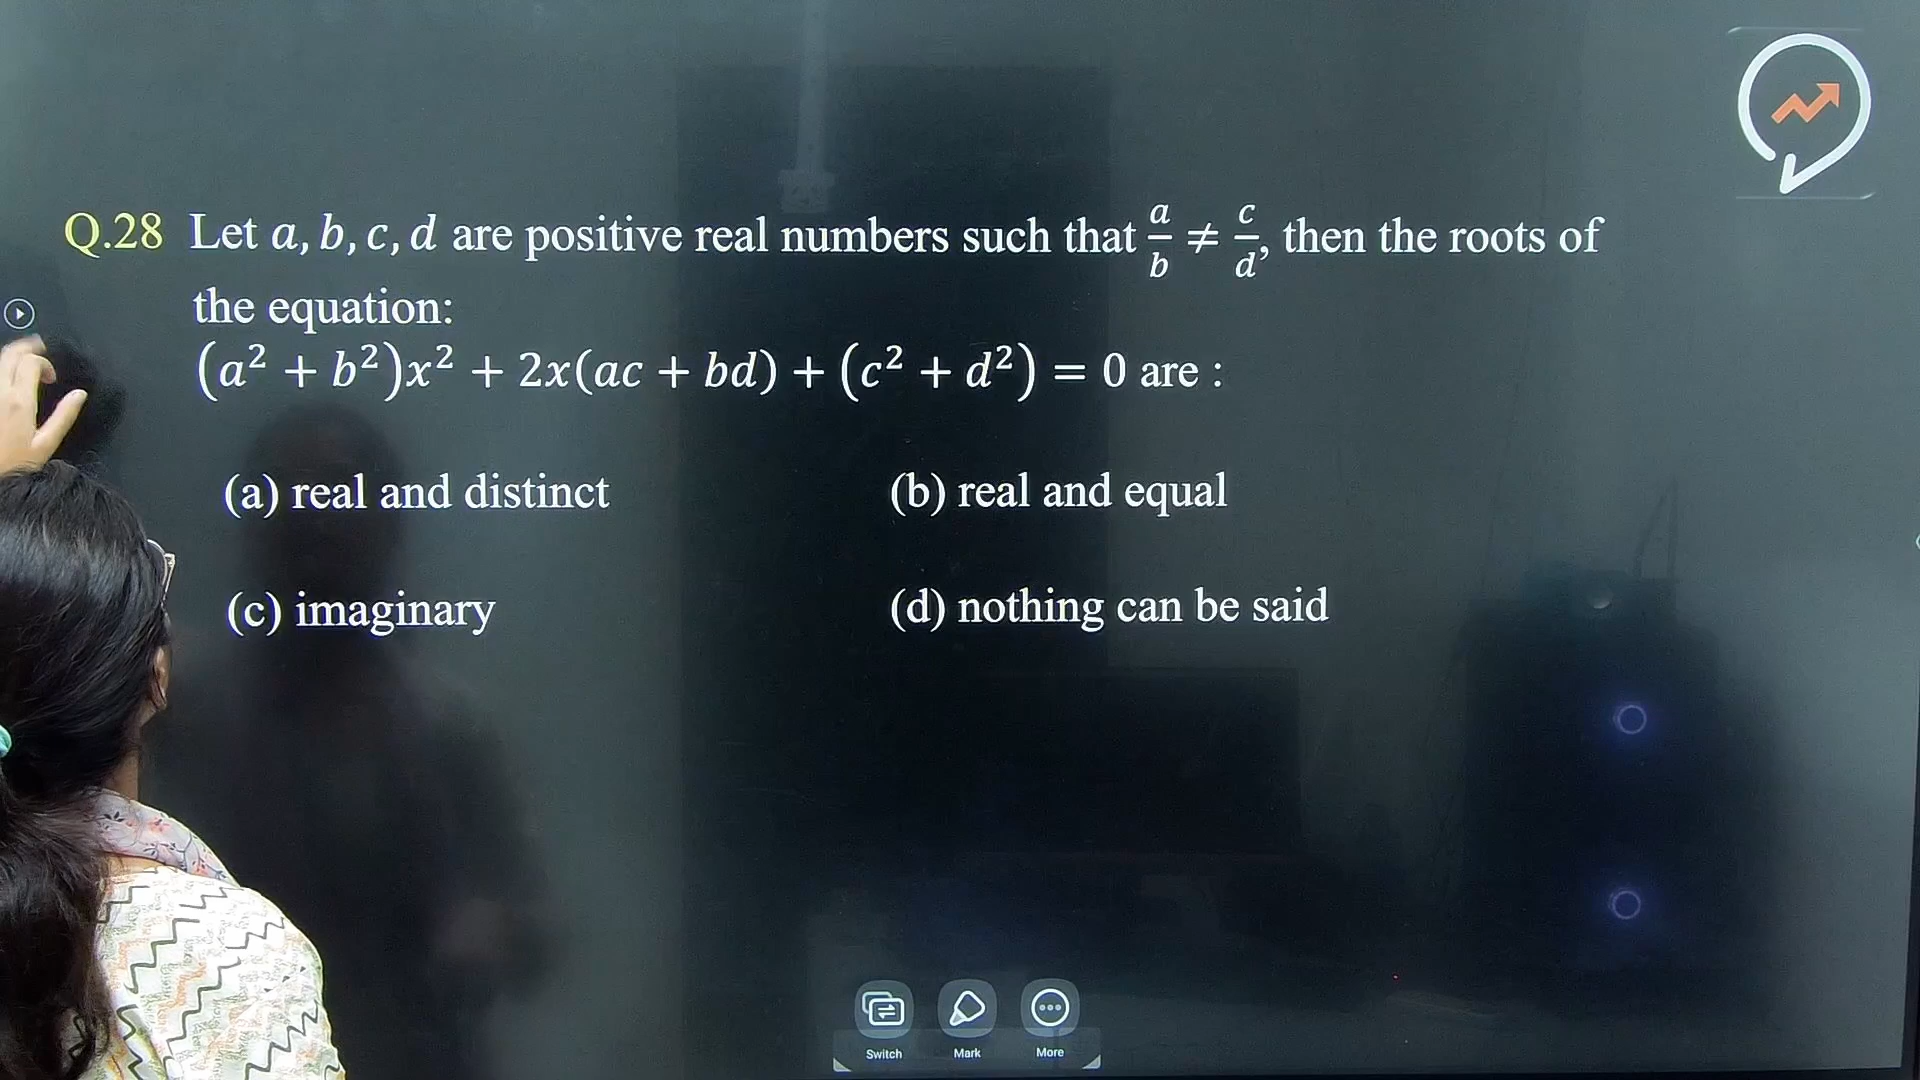 Q.28 Let a, b, c, d are positive real numbers such that a/b ≠ c/d, then the roots of
the equation:
(a² + b²)x² + 2x(ac + bd) + (c² + d²) = 0 are :
(a) real and distinct (b) real and equal
(c) imaginary (d) nothing can be said
Switch Mark More